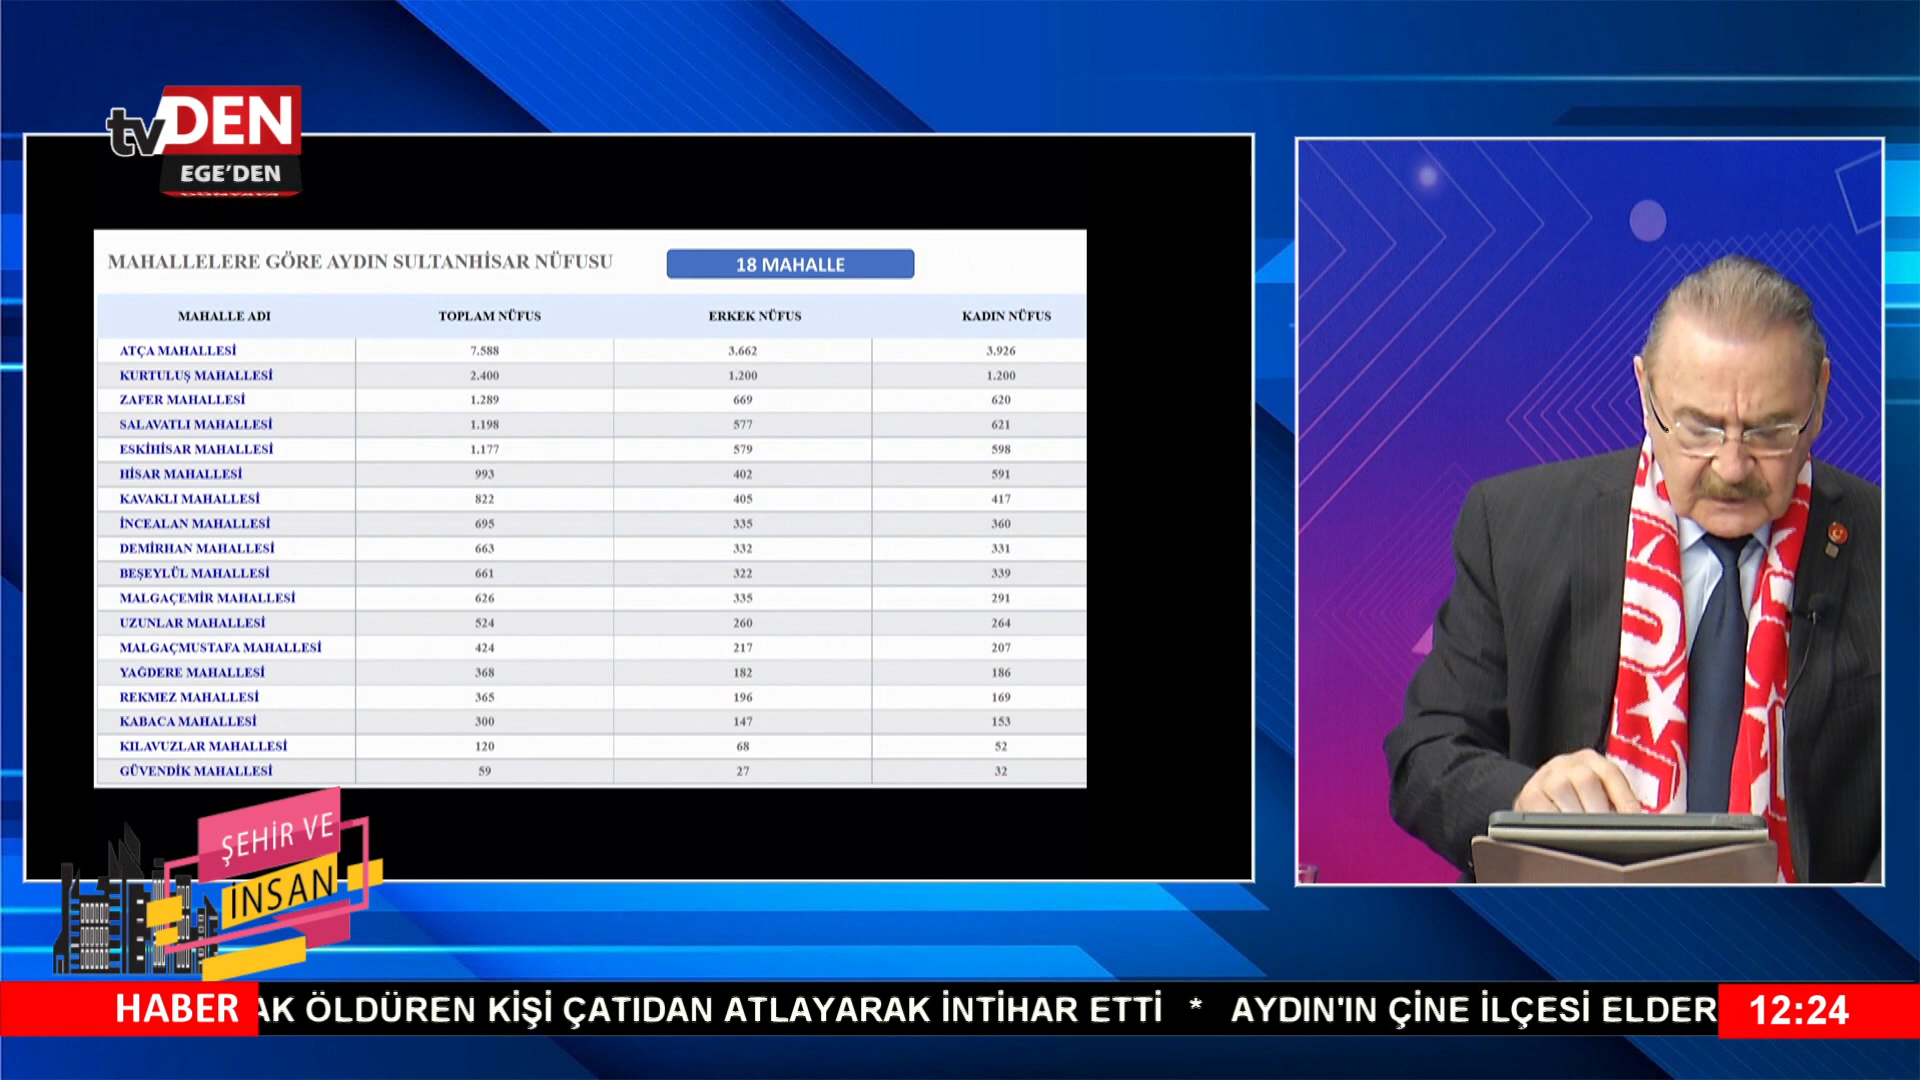 tvDEN
EGE'DEN
MAHALLELERE GÖRE AYDIN SULTANHİSAR NÜFUSU
18 MAHALLE
MAHALLE ADI TOPLAM NÜFUS ERKEK NÜFUS KADIN NÜFUS
ATÇA MAHALLESİ 7.588 3.662 3.926
KURTULUŞ MAHALLESİ 2.400 1.200 1.200
ZAFER MAHALLESİ 1.289 669 620
SALAVATLI MAHALLESİ 1.198 577 621
ESKİHİSAR MAHALLESİ 1.177 579 598
HİSAR MAHALLESİ 993 402 591
KAVAKLI MAHALLESİ 822 405 417
İNCEALAN MAHALLESİ 695 335 360
DEMİRHAN MAHALLESİ 663 332 331
BEŞEYLÜL MAHALLESİ 661 322 339
MALGAÇEMİR MAHALLESİ 626 335 291
UZUNLAR MAHALLESİ 524 260 264
MALGAÇMUSTAFA MAHALLESİ 424 217 207
YAĞDERE MAHALLESİ 368 182 186
REKMEZ MAHALLESİ 365 196 169
KABACA MAHALLESİ 300 147 153
KILAVUZLAR MAHALLESİ 120 68 52
GÜVENDİK MAHALLESİ 59 27 32
ŞEHİR VE
İNSAN
HABER AK ÖLDÜREN KİŞİ ÇATIDAN ATLAYARAK İNTİHAR ETTİ * AYDIN'IN ÇİNE İLÇESİ ELDER 12:24